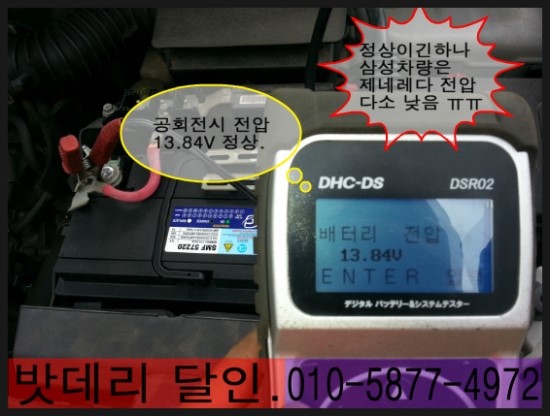 정상이긴하나
삼성차량은
제네레다 전압
다소 낮음 ㅠㅠ
공회전시 전압
13.84V 정상.
DHC-DS DSR02
배터리 전압
13.84V
ENTER
デジタル バッテリー&システムテスター
SMF 57220
밧데리 달인.010-5877-4972